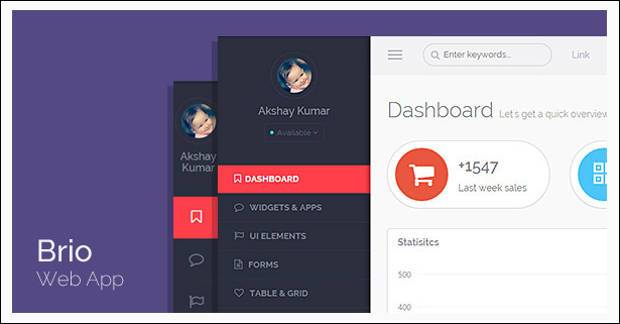 Brio
Web App
Akshay
Kumar
Akshay Kumar
Available
DASHBOARD
WIDGETS & APPS
UI ELEMENTS
FORMS
TABLE & GRID
Enter keywords...
Link
Dashboard Let's get a quick overview
+1547
Last week sales
Statisitcs
500
400